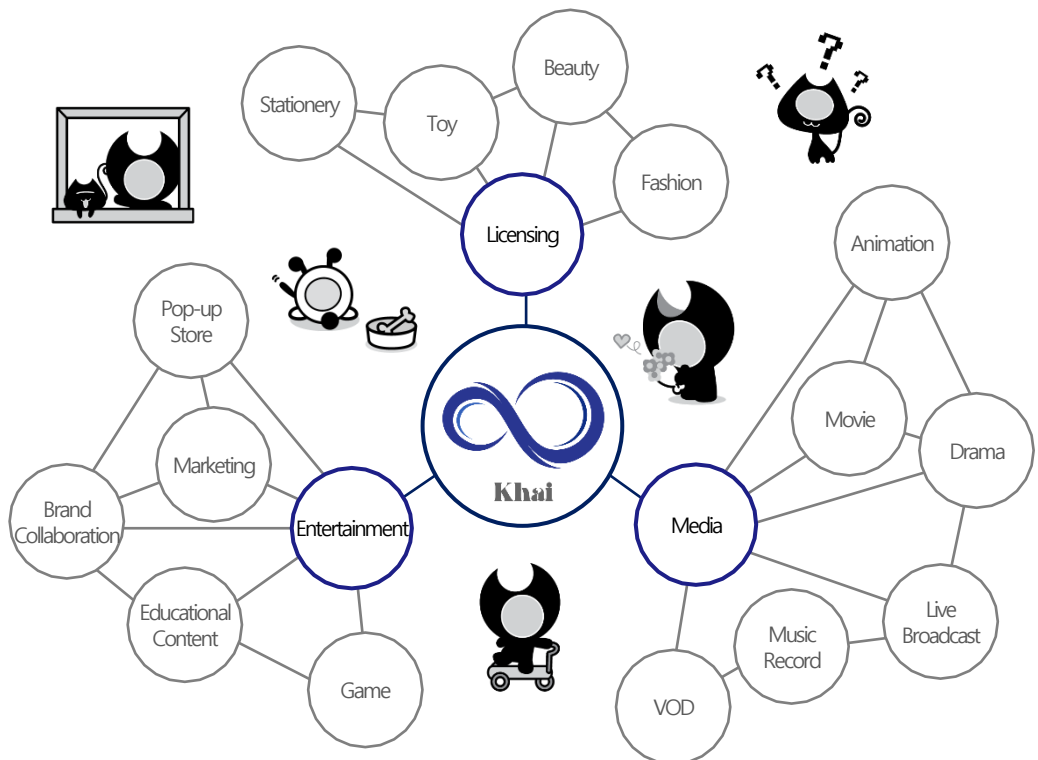 Beauty
Stationery
Toy
Fashion
Licensing
Animation
Pop-up
Store
Movie
Drama
Marketing
Khai
Brand
Collaboration
Entertainment
Media
Educational
Content
Live
Broadcast
Music
Record
Game
VOD